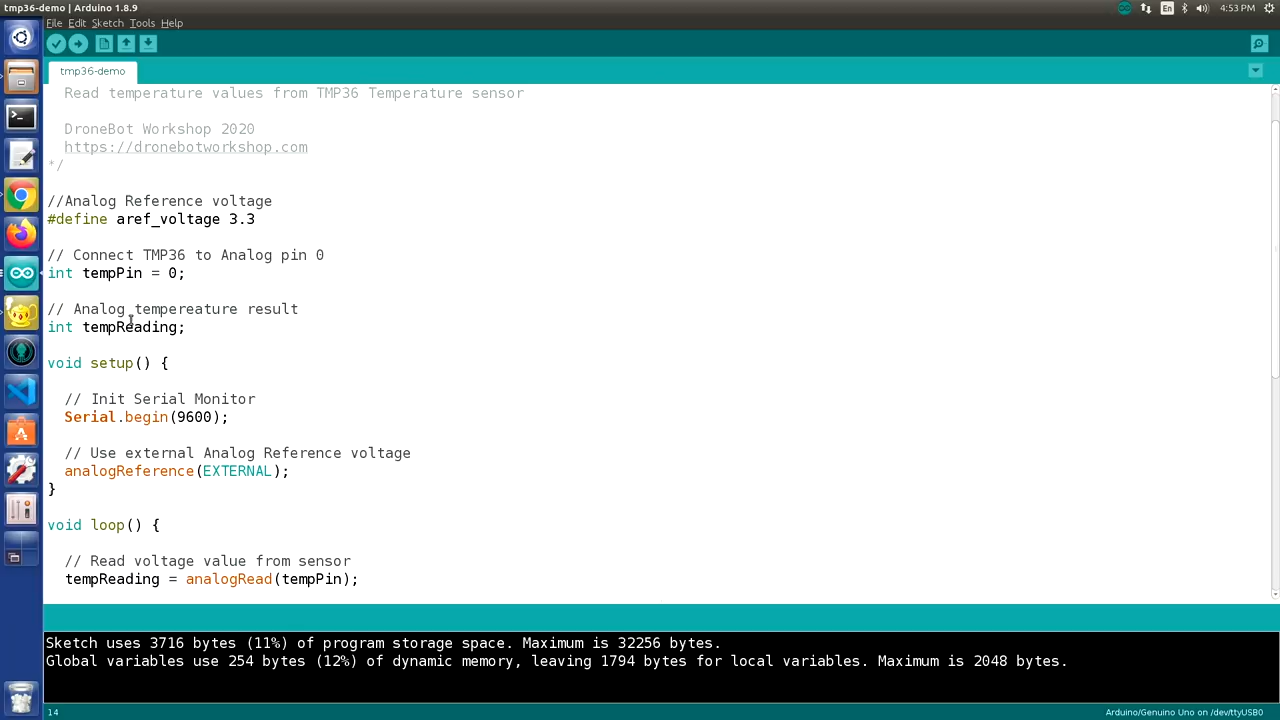 tmp36-demo | Arduino 1.8.9
En
4:53 PM
File Edit Sketch Tools Help
tmp36-demo
Read temperature values from TMP36 Temperature sensor
DroneBot Workshop 2020
https://dronebotworkshop.com
*/
//Analog Reference voltage
#define aref_voltage 3.3
// Connect TMP36 to Analog pin 0
int tempPin = 0;
// Analog tempereature result
int tempReading;
void setup() {
// Init Serial Monitor
Serial.begin(9600);
// Use external Analog Reference voltage
analogReference(EXTERNAL);
}
void loop() {
// Read voltage value from sensor
tempReading = analogRead(tempPin);
Sketch uses 3716 bytes (11%) of program storage space. Maximum is 32256 bytes.
Global variables use 254 bytes (12%) of dynamic memory, leaving 1794 bytes for local variables. Maximum is 2048 bytes.
14
Arduino/Genuino Uno on /dev/ttyUSB0